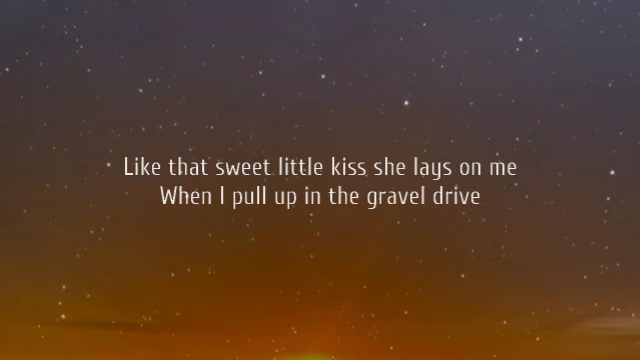 Like that sweet little kiss she lays on me
When I pull up in the gravel drive